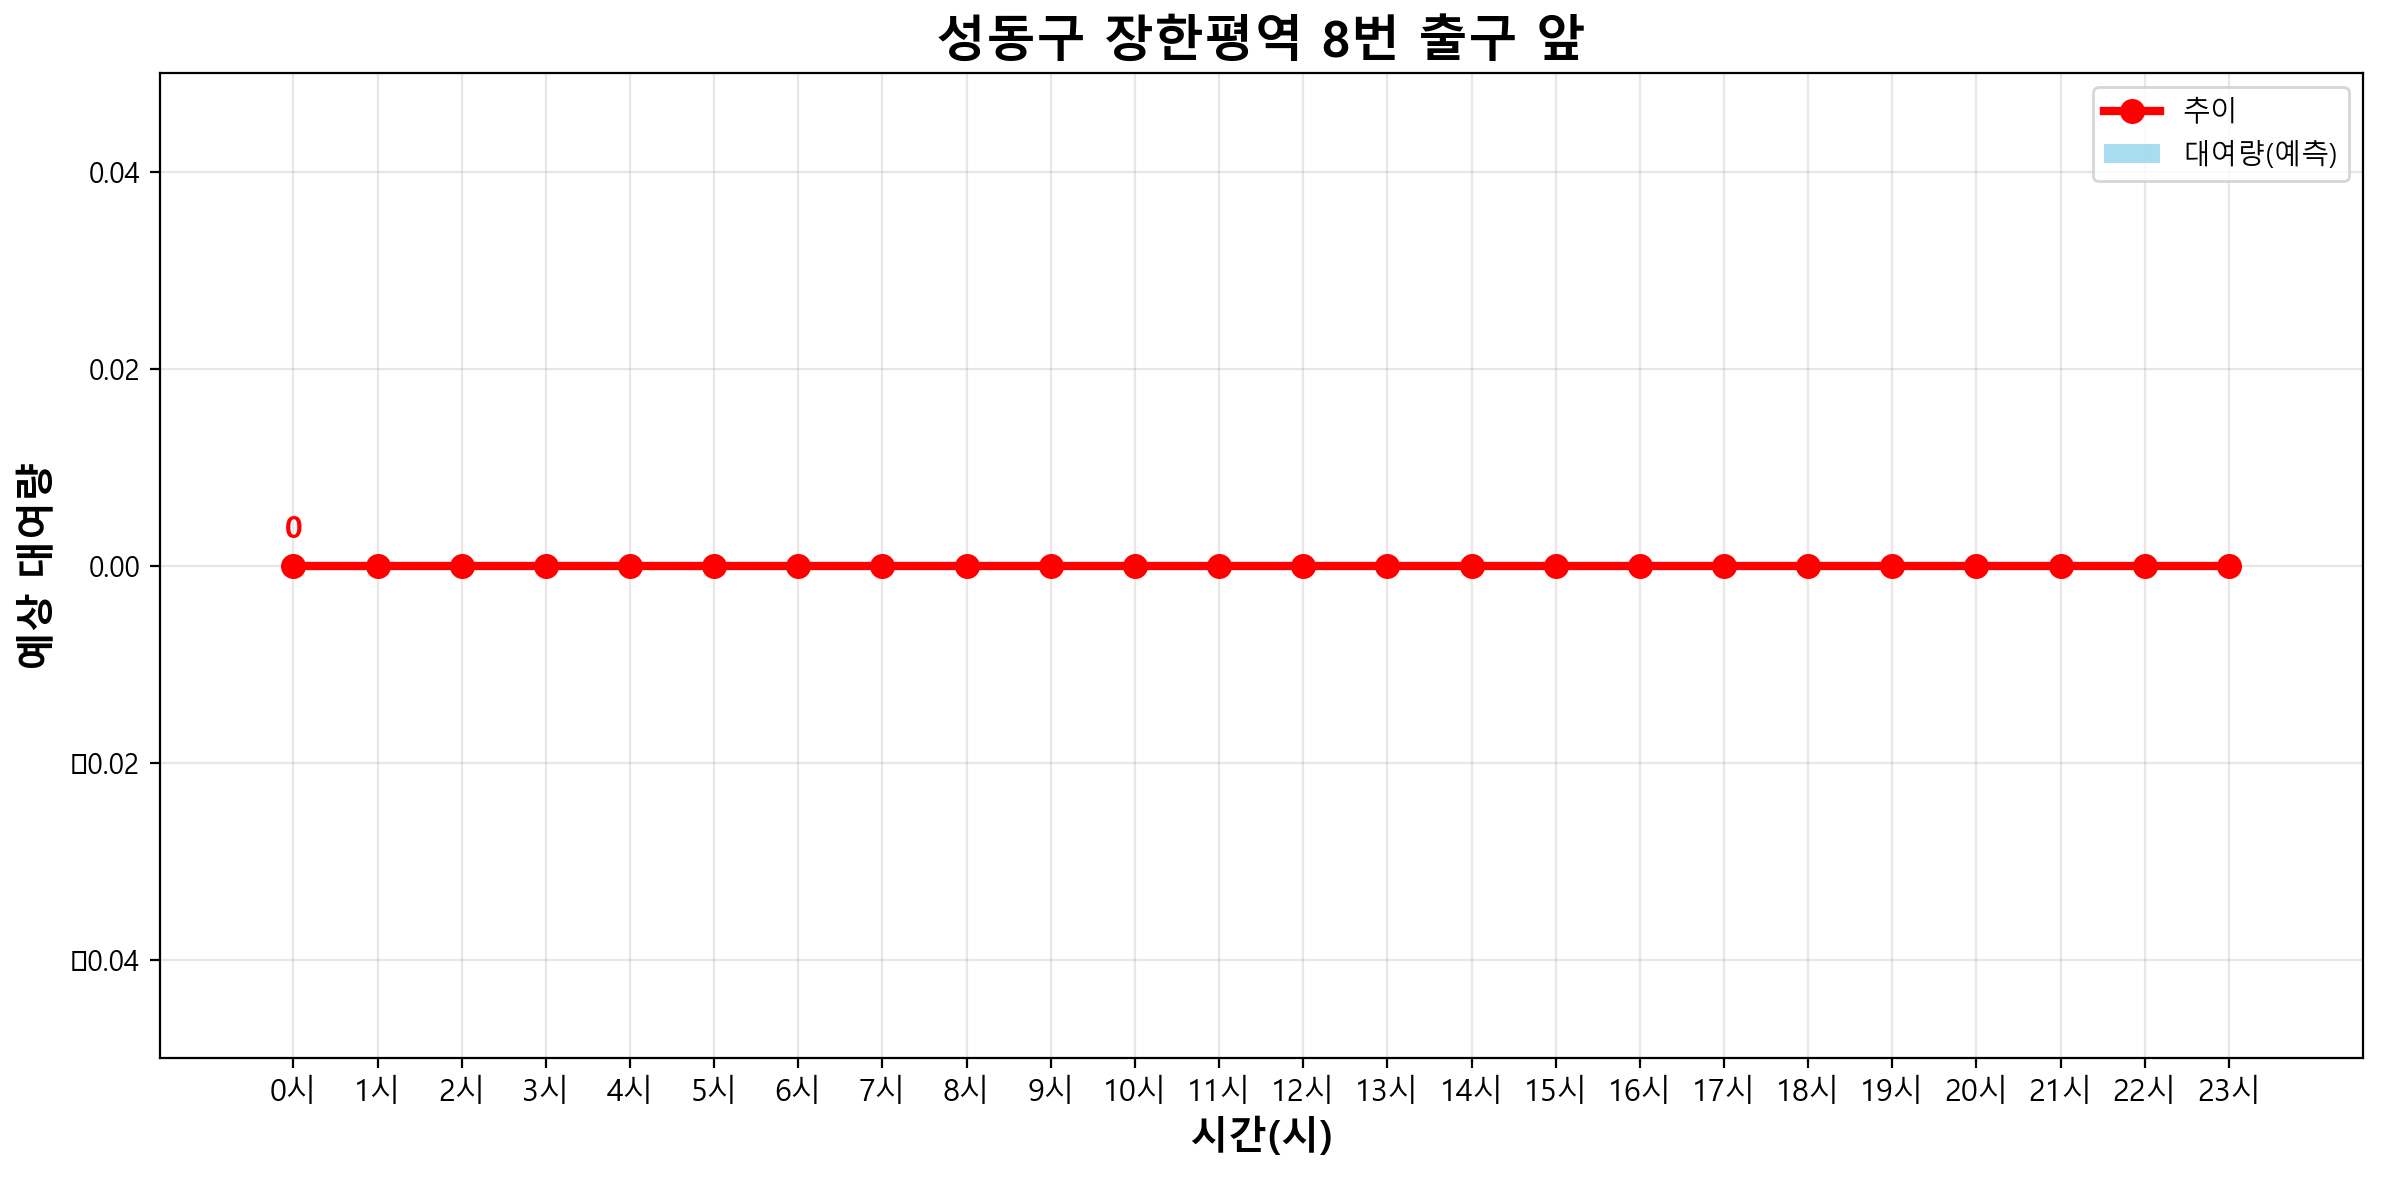 성동구 장한평역 8번 출구 앞
추이
대여량(예측)
예상 대여량
0.04
0.02
0.00
□0.02
□0.04
0
0시 1시 2시 3시 4시 5시 6시 7시 8시 9시 10시 11시 12시 13시 14시 15시 16시 17시 18시 19시 20시 21시 22시 23시
시간(시)